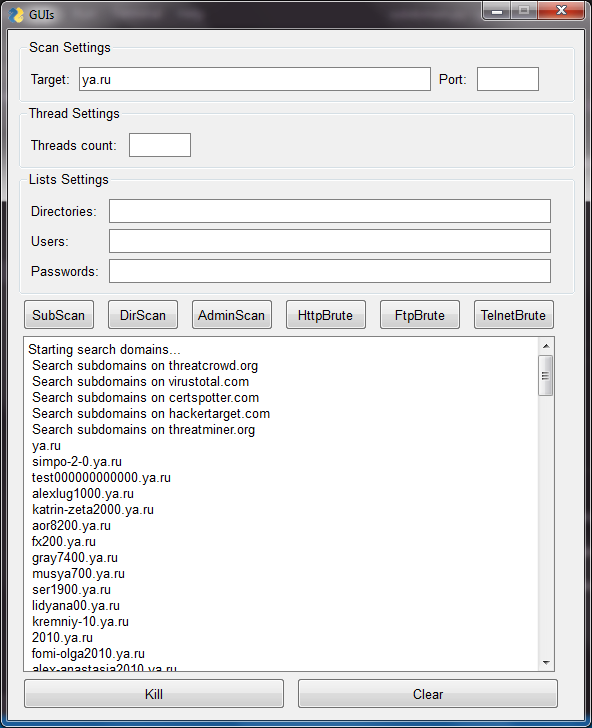 GUIs
Scan Settings
Target: ya.ru Port:
Thread Settings
Threads count:
Lists Settings
Directories:
Users:
Passwords:
SubScan DirScan AdminScan HttpBrute FtpBrute TelnetBrute
Starting search domains...
Search subdomains on threatcrowd.org
Search subdomains on virustotal.com
Search subdomains on certspotter.com
Search subdomains on hackertarget.com
Search subdomains on threatminer.org
ya.ru
simpo-2-0.ya.ru
test000000000000.ya.ru
alexlug1000.ya.ru
katrin-zeta2000.ya.ru
aor8200.ya.ru
fx200.ya.ru
gray7400.ya.ru
musya700.ya.ru
ser1900.ya.ru
lidyana00.ya.ru
kremniy-10.ya.ru
2010.ya.ru
fomi-olga2010.ya.ru
alex-anastasia2010.ya.ru
Kill Clear